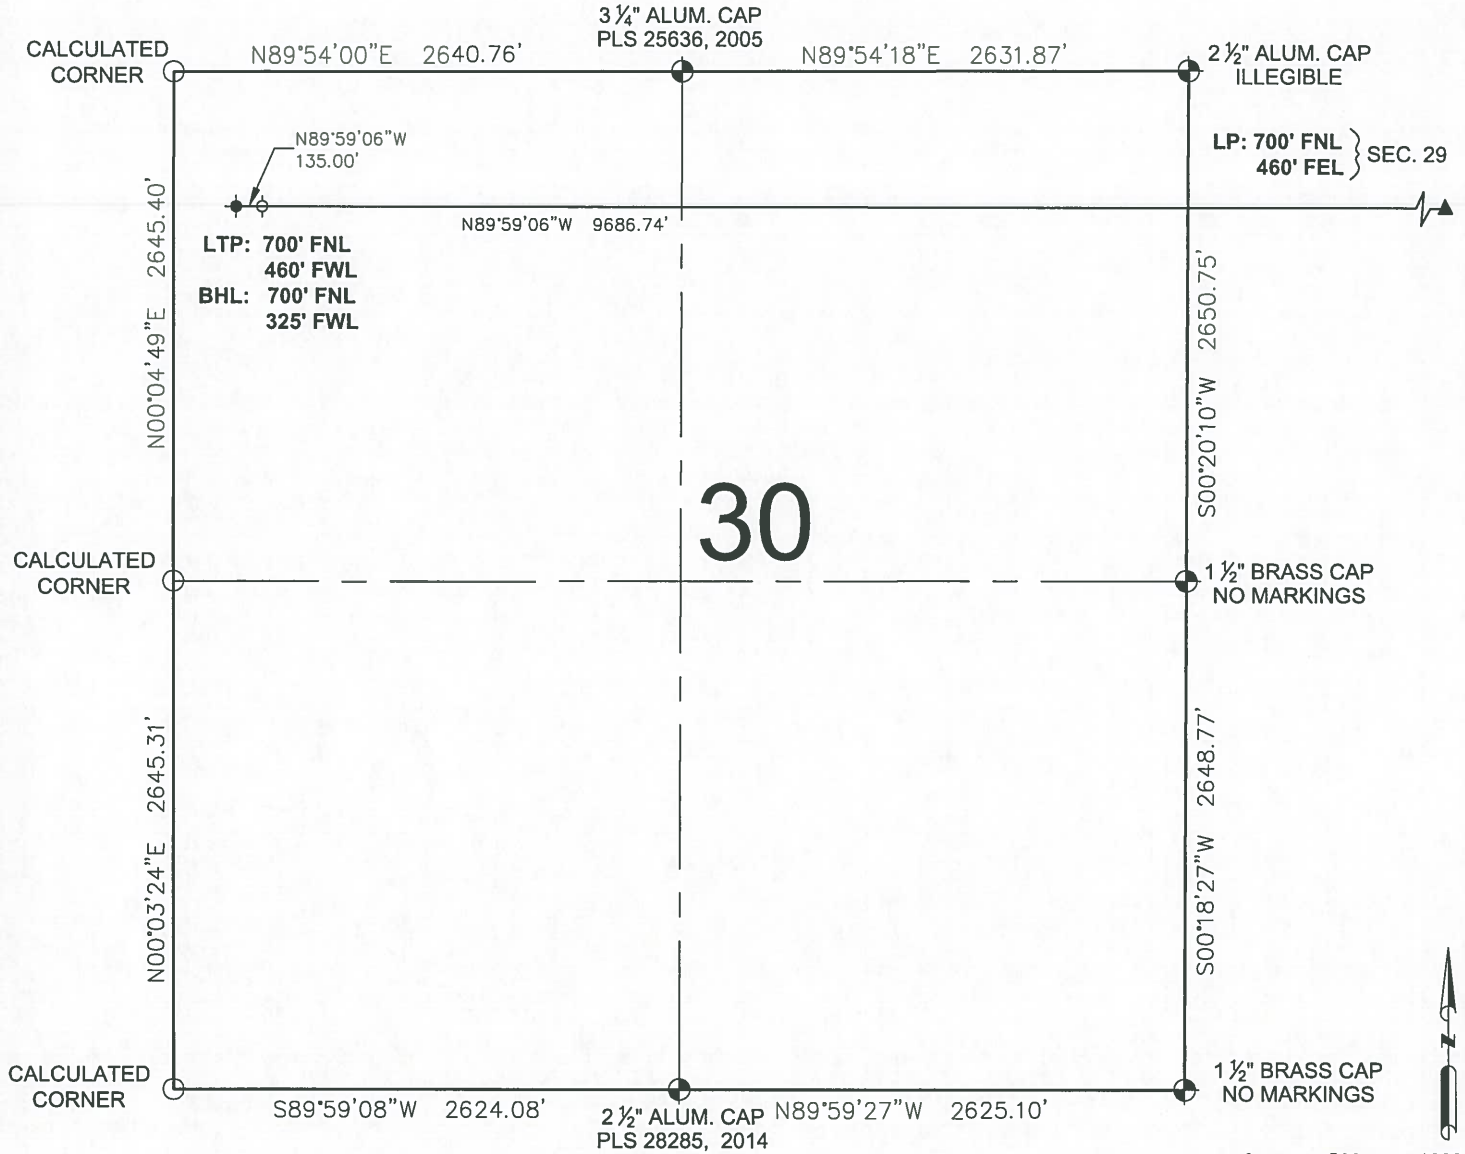 3 ¼" ALUM. CAP
PLS 25636, 2005
CALCULATED
CORNER
N89°54'00"E 2640.76'
N89°54'18"E 2631.87'
2 ½" ALUM. CAP
ILLEGIBLE
N89°59'06"W
135.00'
LP: 700' FNL
460' FEL
SEC. 29
N89°59'06"W 9686.74'
LTP: 700' FNL
460' FWL
BHL: 700' FNL
325' FWL
N00°04'49"E 2645.40'
S00°20'10"W 2650.75'
30
CALCULATED
CORNER
1 ½" BRASS CAP
NO MARKINGS
N00°03'24"E 2645.31'
S00°18'27"W 2648.77'
N
CALCULATED
CORNER
1 ½" BRASS CAP
NO MARKINGS
S89°59'08"W 2624.08'
2 ½" ALUM. CAP
PLS 28285, 2014
N89°59'27"W 2625.10'